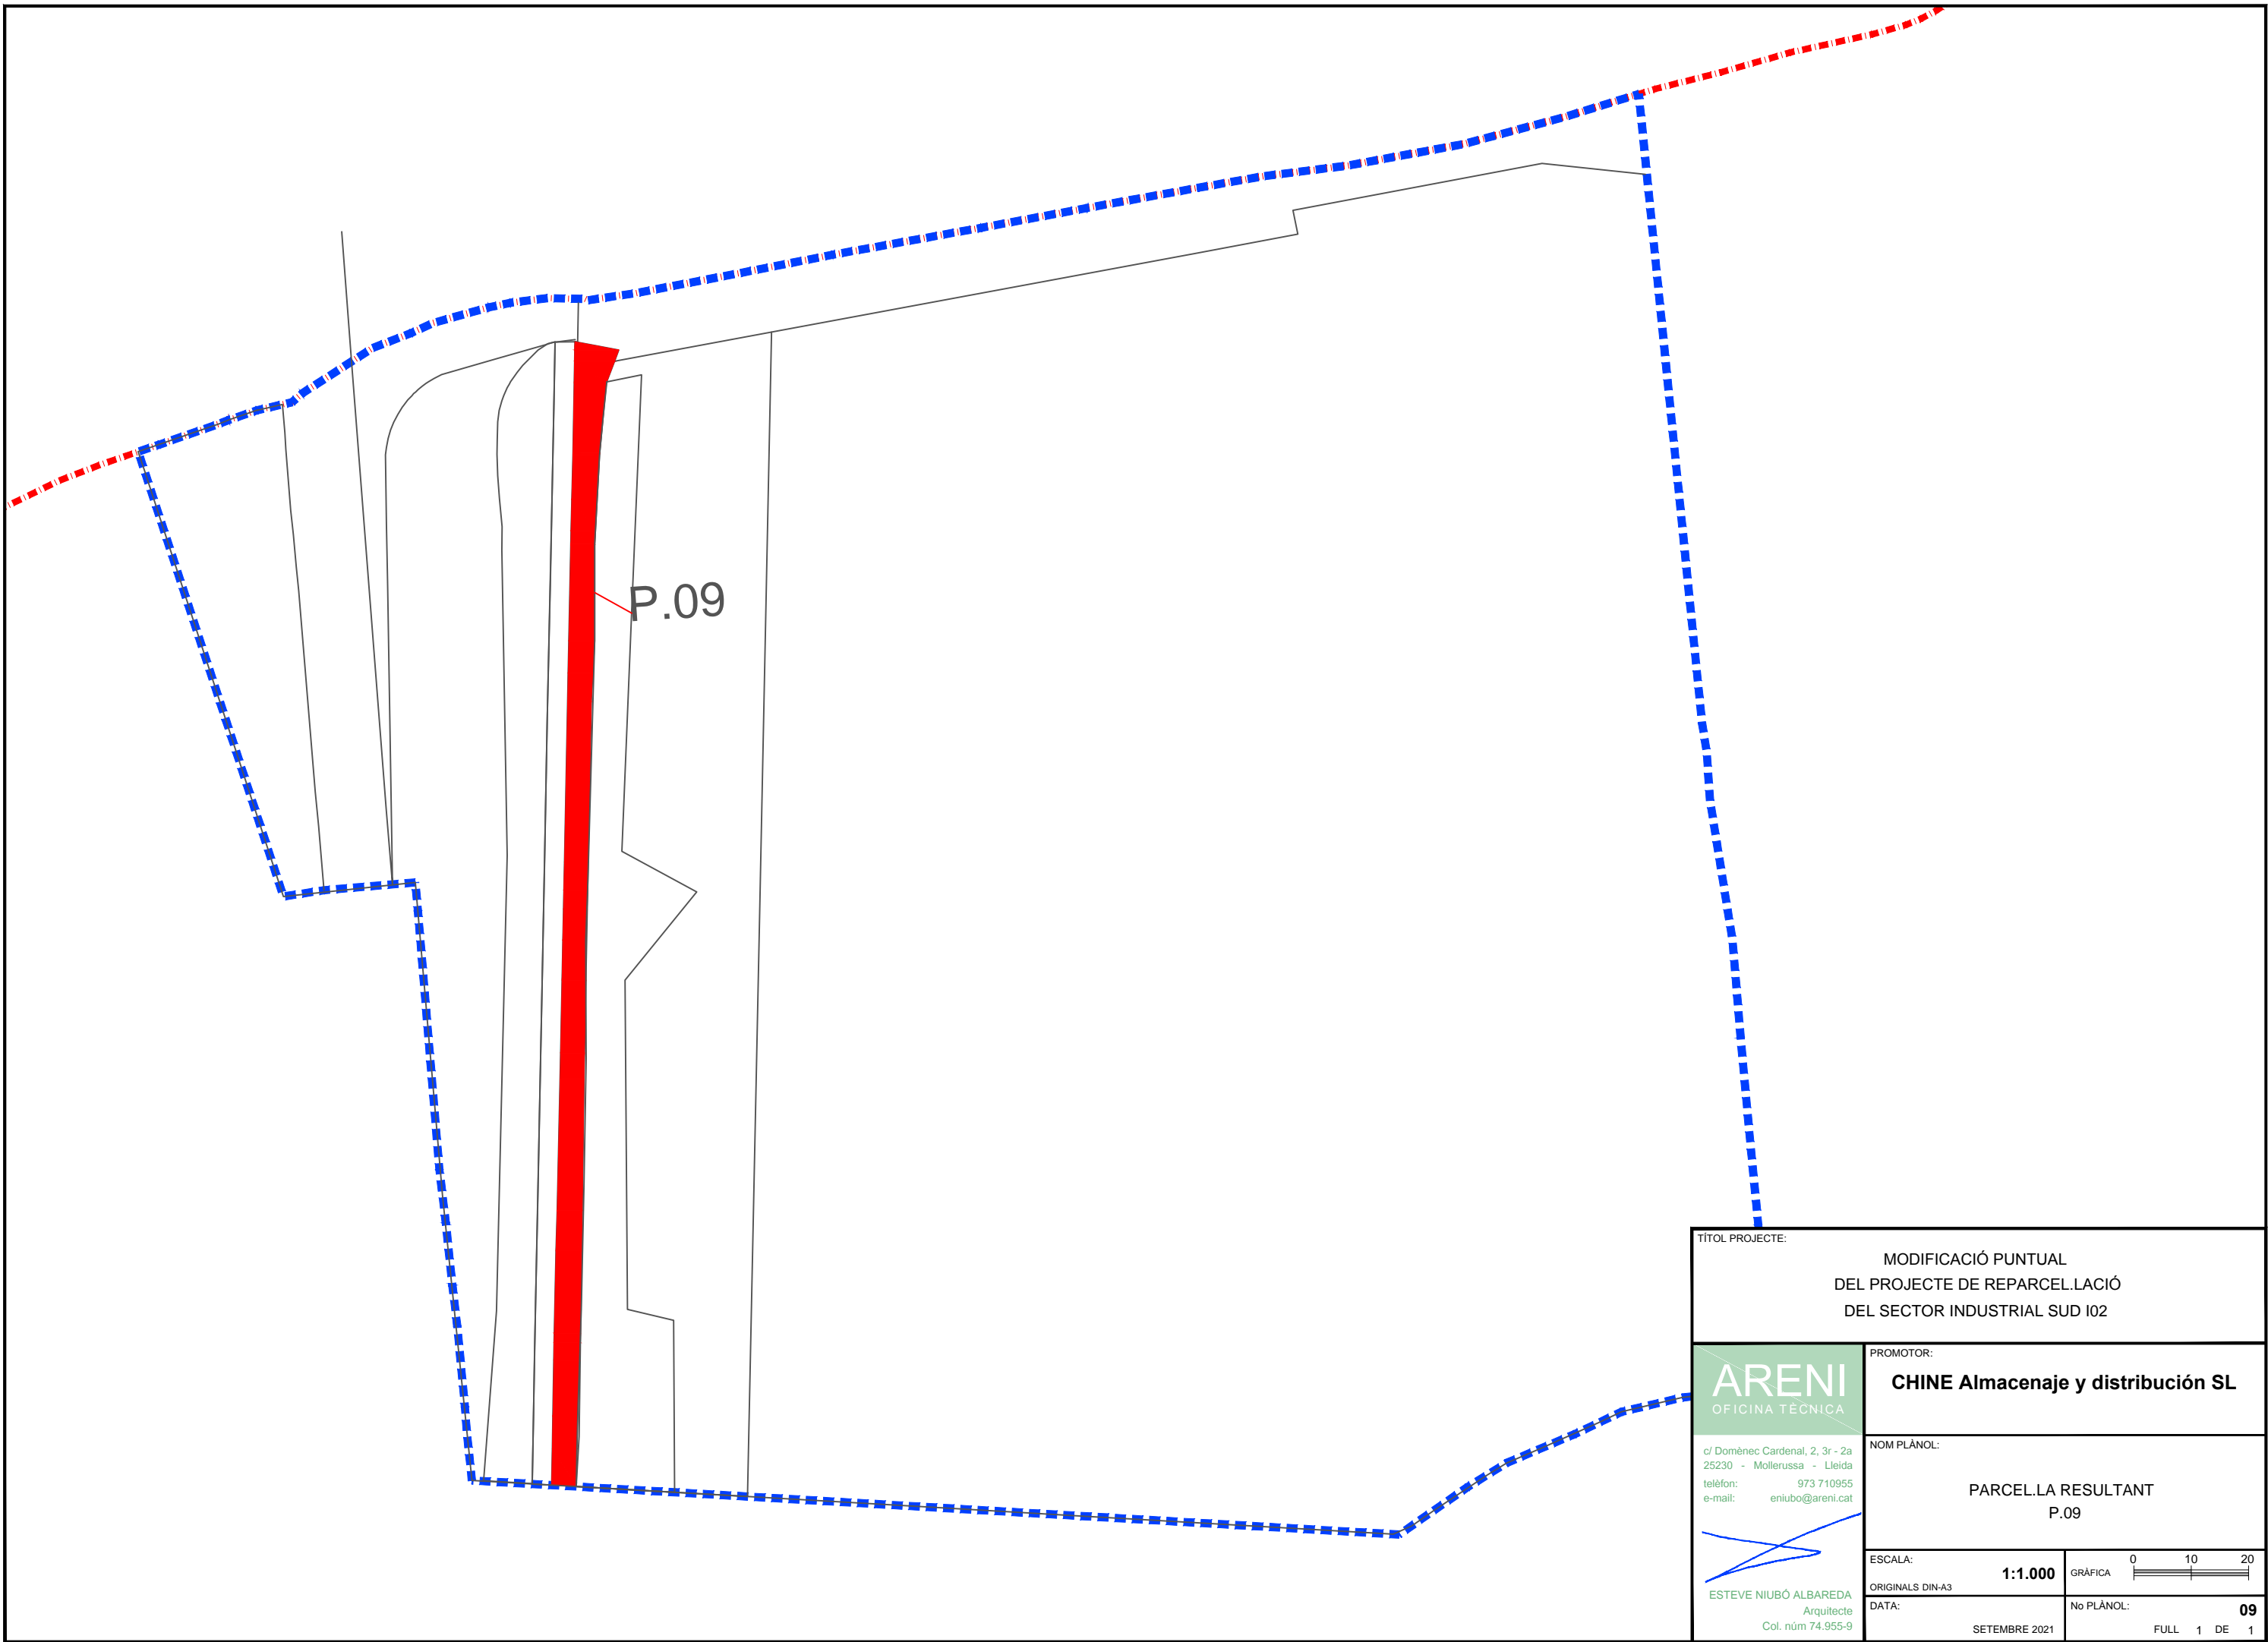 P.09
TÍTOL PROJECTE:
MODIFICACIÓ PUNTUAL
DEL PROJECTE DE REPARCEL.LACIÓ
DEL SECTOR INDUSTRIAL SUD I02
ARENI
OFICINA TÈCNICA
c/ Domènec Cardenal, 2, 3r - 2a
25230 - Mollerussa - Lleida
telèfon: 973 710955
e-mail: eniubo@areni.cat
ESTEVE NIUBÓ ALBAREDA
Arquitecte
Col. núm 74.955-9
PROMOTOR:
CHINE Almacenaje y distribución SL
NOM PLÀNOL:
PARCEL.LA RESULTANT
P.09
ESCALA:
1:1.000
ORIGINALS DIN-A3
GRÀFICA
0 10 20
DATA:
SETEMBRE 2021
No PLÀNOL:
09
FULL 1 DE 1